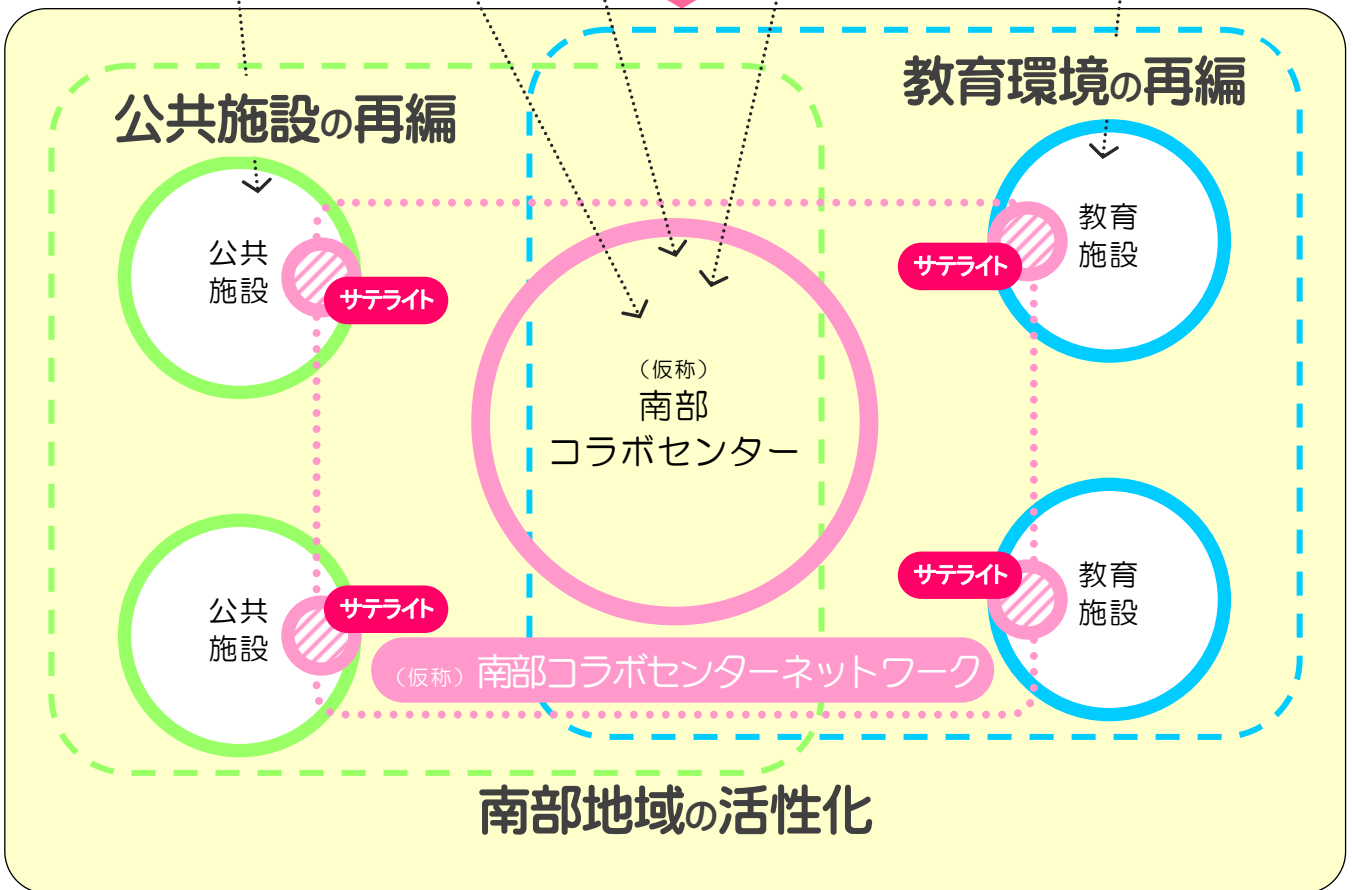 公共施設の再編
教育環境の再編
公共
施設
サテライト
サテライト
教育
施設
（仮称）
南部
コラボセンター
公共
施設
サテライト
サテライト
教育
施設
（仮称）南部コラボセンターネットワーク
南部地域の活性化